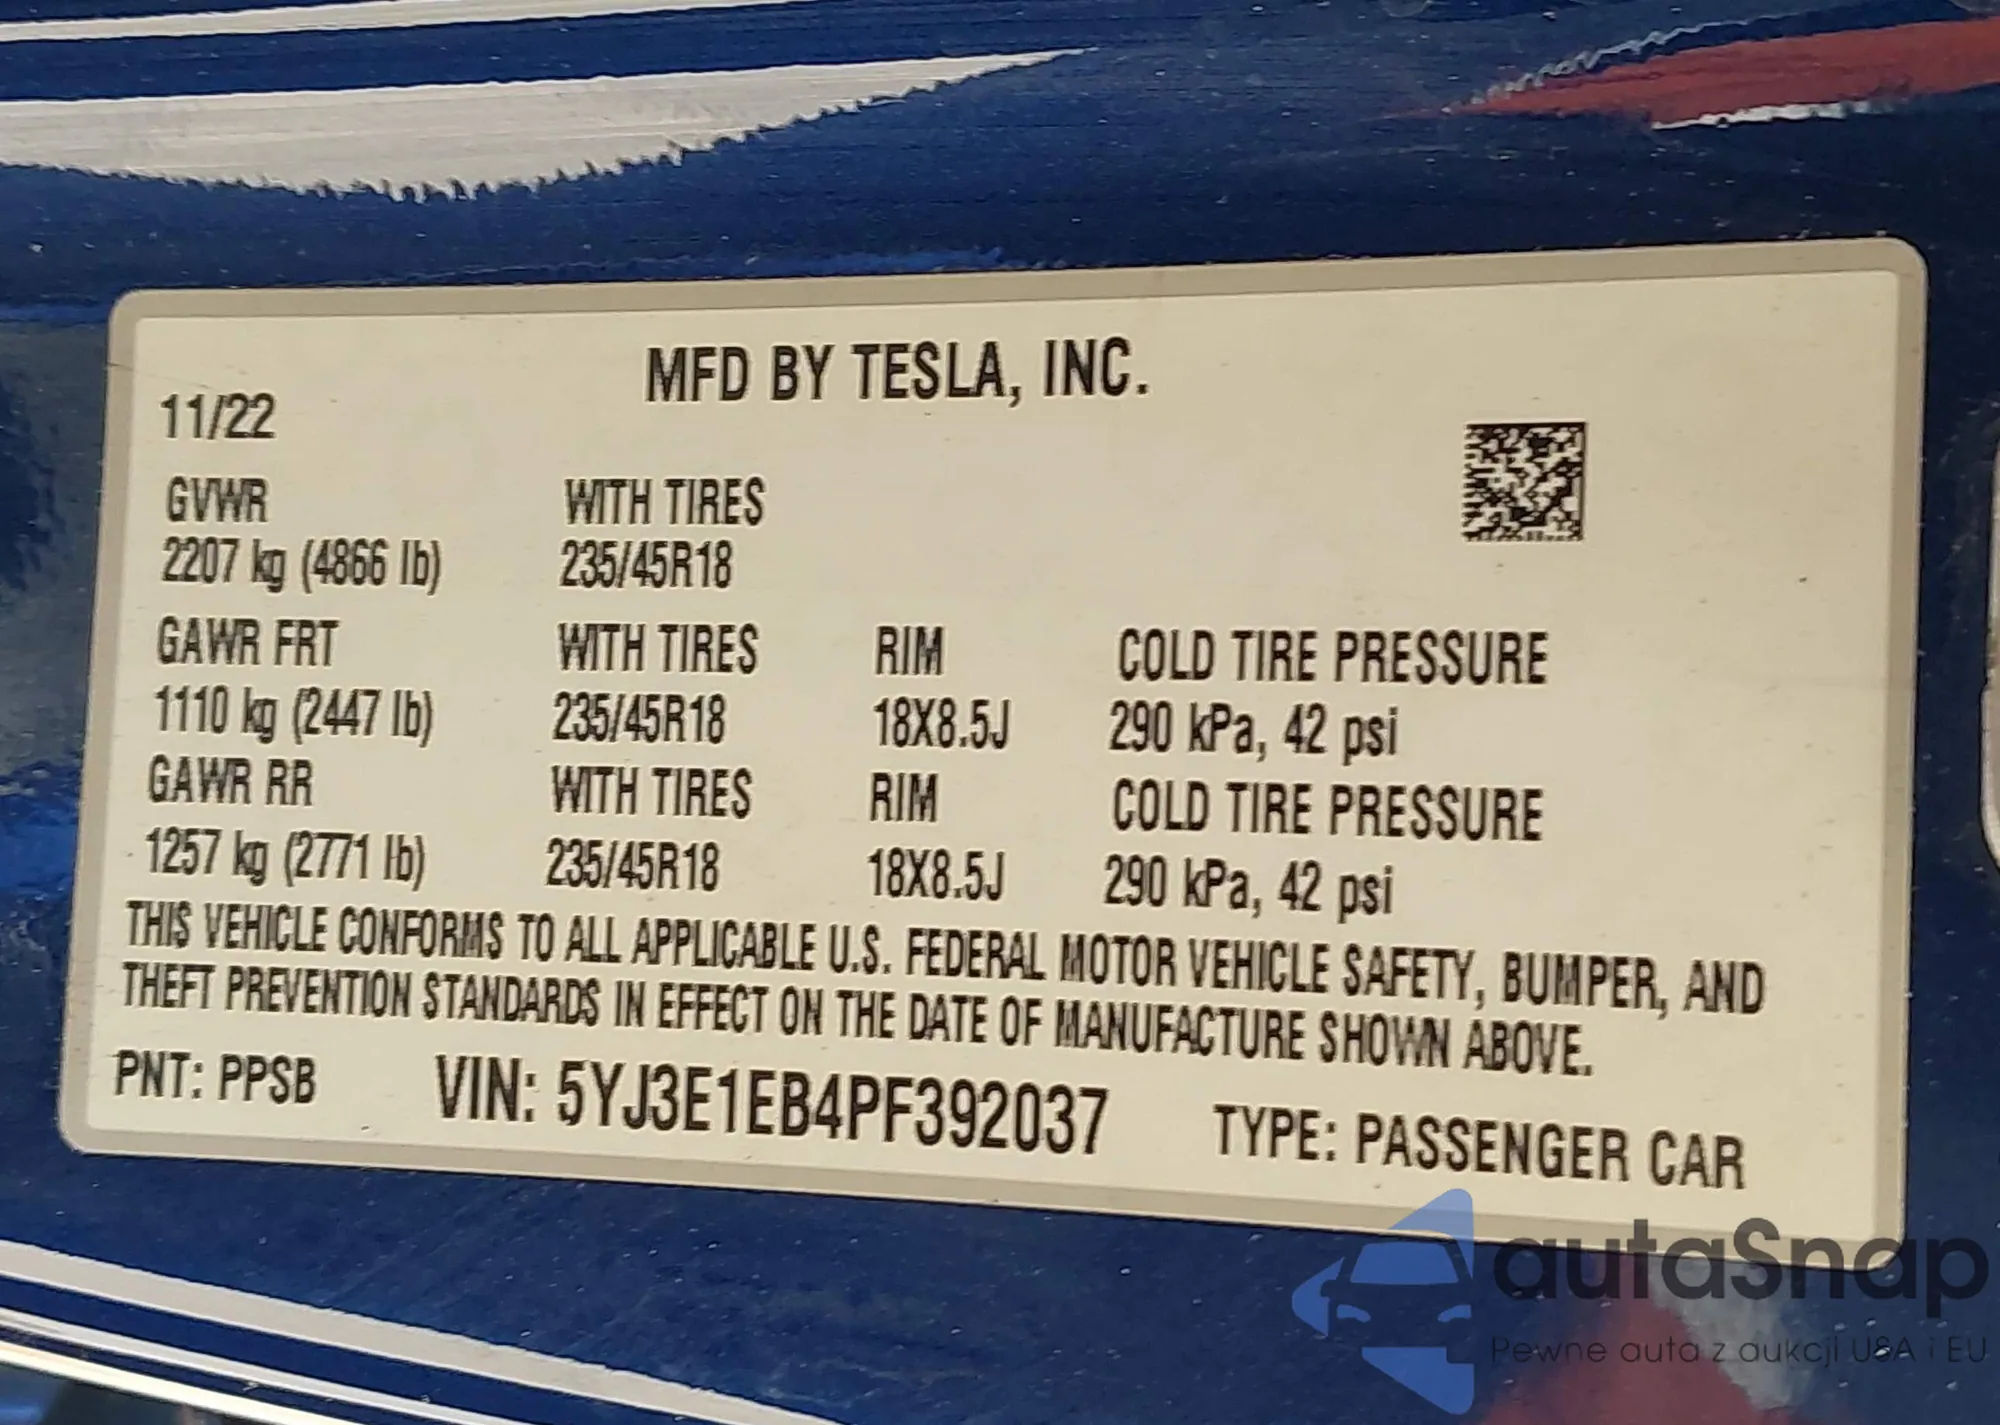 MFD BY TESLA, INC.
11/22
GVWR WITH TIRES
2207 kg (4866 lb) 235/45R18
GAWR FRT WITH TIRES RIM COLD TIRE PRESSURE
1110 kg (2447 lb) 235/45R18 18X8.5J 290 kPa, 42 psi
GAWR RR WITH TIRES RIM COLD TIRE PRESSURE
1257 kg (2771 lb) 235/45R18 18X8.5J 290 kPa, 42 psi
THIS VEHICLE CONFORMS TO ALL APPLICABLE U.S. FEDERAL MOTOR VEHICLE SAFETY, BUMPER, AND
THEFT PREVENTION STANDARDS IN EFFECT ON THE DATE OF MANUFACTURE SHOWN ABOVE.
PNT: PPSB VIN: 5YJ3E1EB4PF392037 TYPE: PASSENGER CAR
autaSnap
Pewne auta z aukcji USA i EU